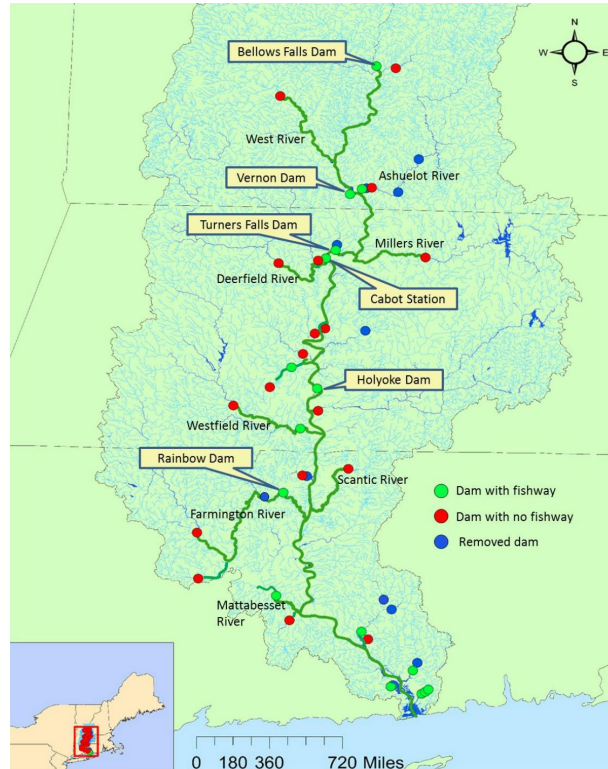 N
W
E
S
Bellows Falls Dam
West River
Ashuelot River
Vernon Dam
Turners Falls Dam
Millers River
Deerfield River
Cabot Station
Holyoke Dam
Westfield River
Rainbow Dam
Scantic River
Farmington River
Dam with fishway
Dam with no fishway
Removed dam
Mattabesset
River
0 180 360 720 Miles